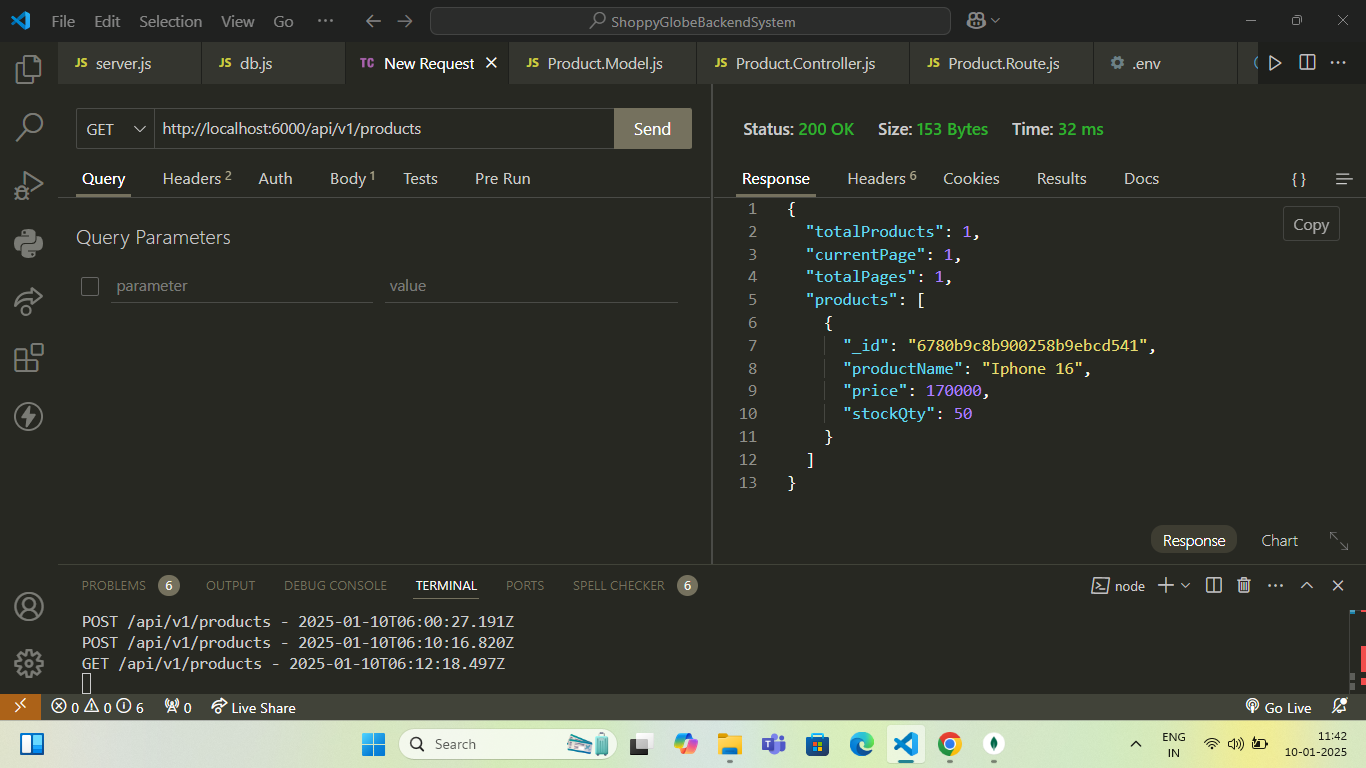 File Edit Selection View Go ··· ShoppyGlobeBackendSystem
JS server.js JS db.js TC New Request JS Product.Model.js JS Product.Controller.js JS Product.Route.js .env ···
GET http://localhost:6000/api/v1/products Send
Query Headers 2 Auth Body 1 Tests Pre Run
Query Parameters
parameter value
Status: 200 OK Size: 153 Bytes Time: 32 ms
Response Headers 6 Cookies Results Docs {}
Copy
1 {
2 "totalProducts": 1,
3 "currentPage": 1,
4 "totalPages": 1,
5 "products": [
6 {
7 "_id": "6780b9c8b900258b9ebcd541",
8 "productName": "Iphone 16",
9 "price": 170000,
10 "stockQty": 50
11 }
12 ]
13 }
Response Chart
PROBLEMS 6 OUTPUT DEBUG CONSOLE TERMINAL PORTS SPELL CHECKER 6 node ···
POST /api/v1/products - 2025-01-10T06:00:27.191Z
POST /api/v1/products - 2025-01-10T06:10:16.820Z
GET /api/v1/products - 2025-01-10T06:12:18.497Z
0 0 6 0 Live Share Go Live
Search ENG 11:42
IN 10-01-2025